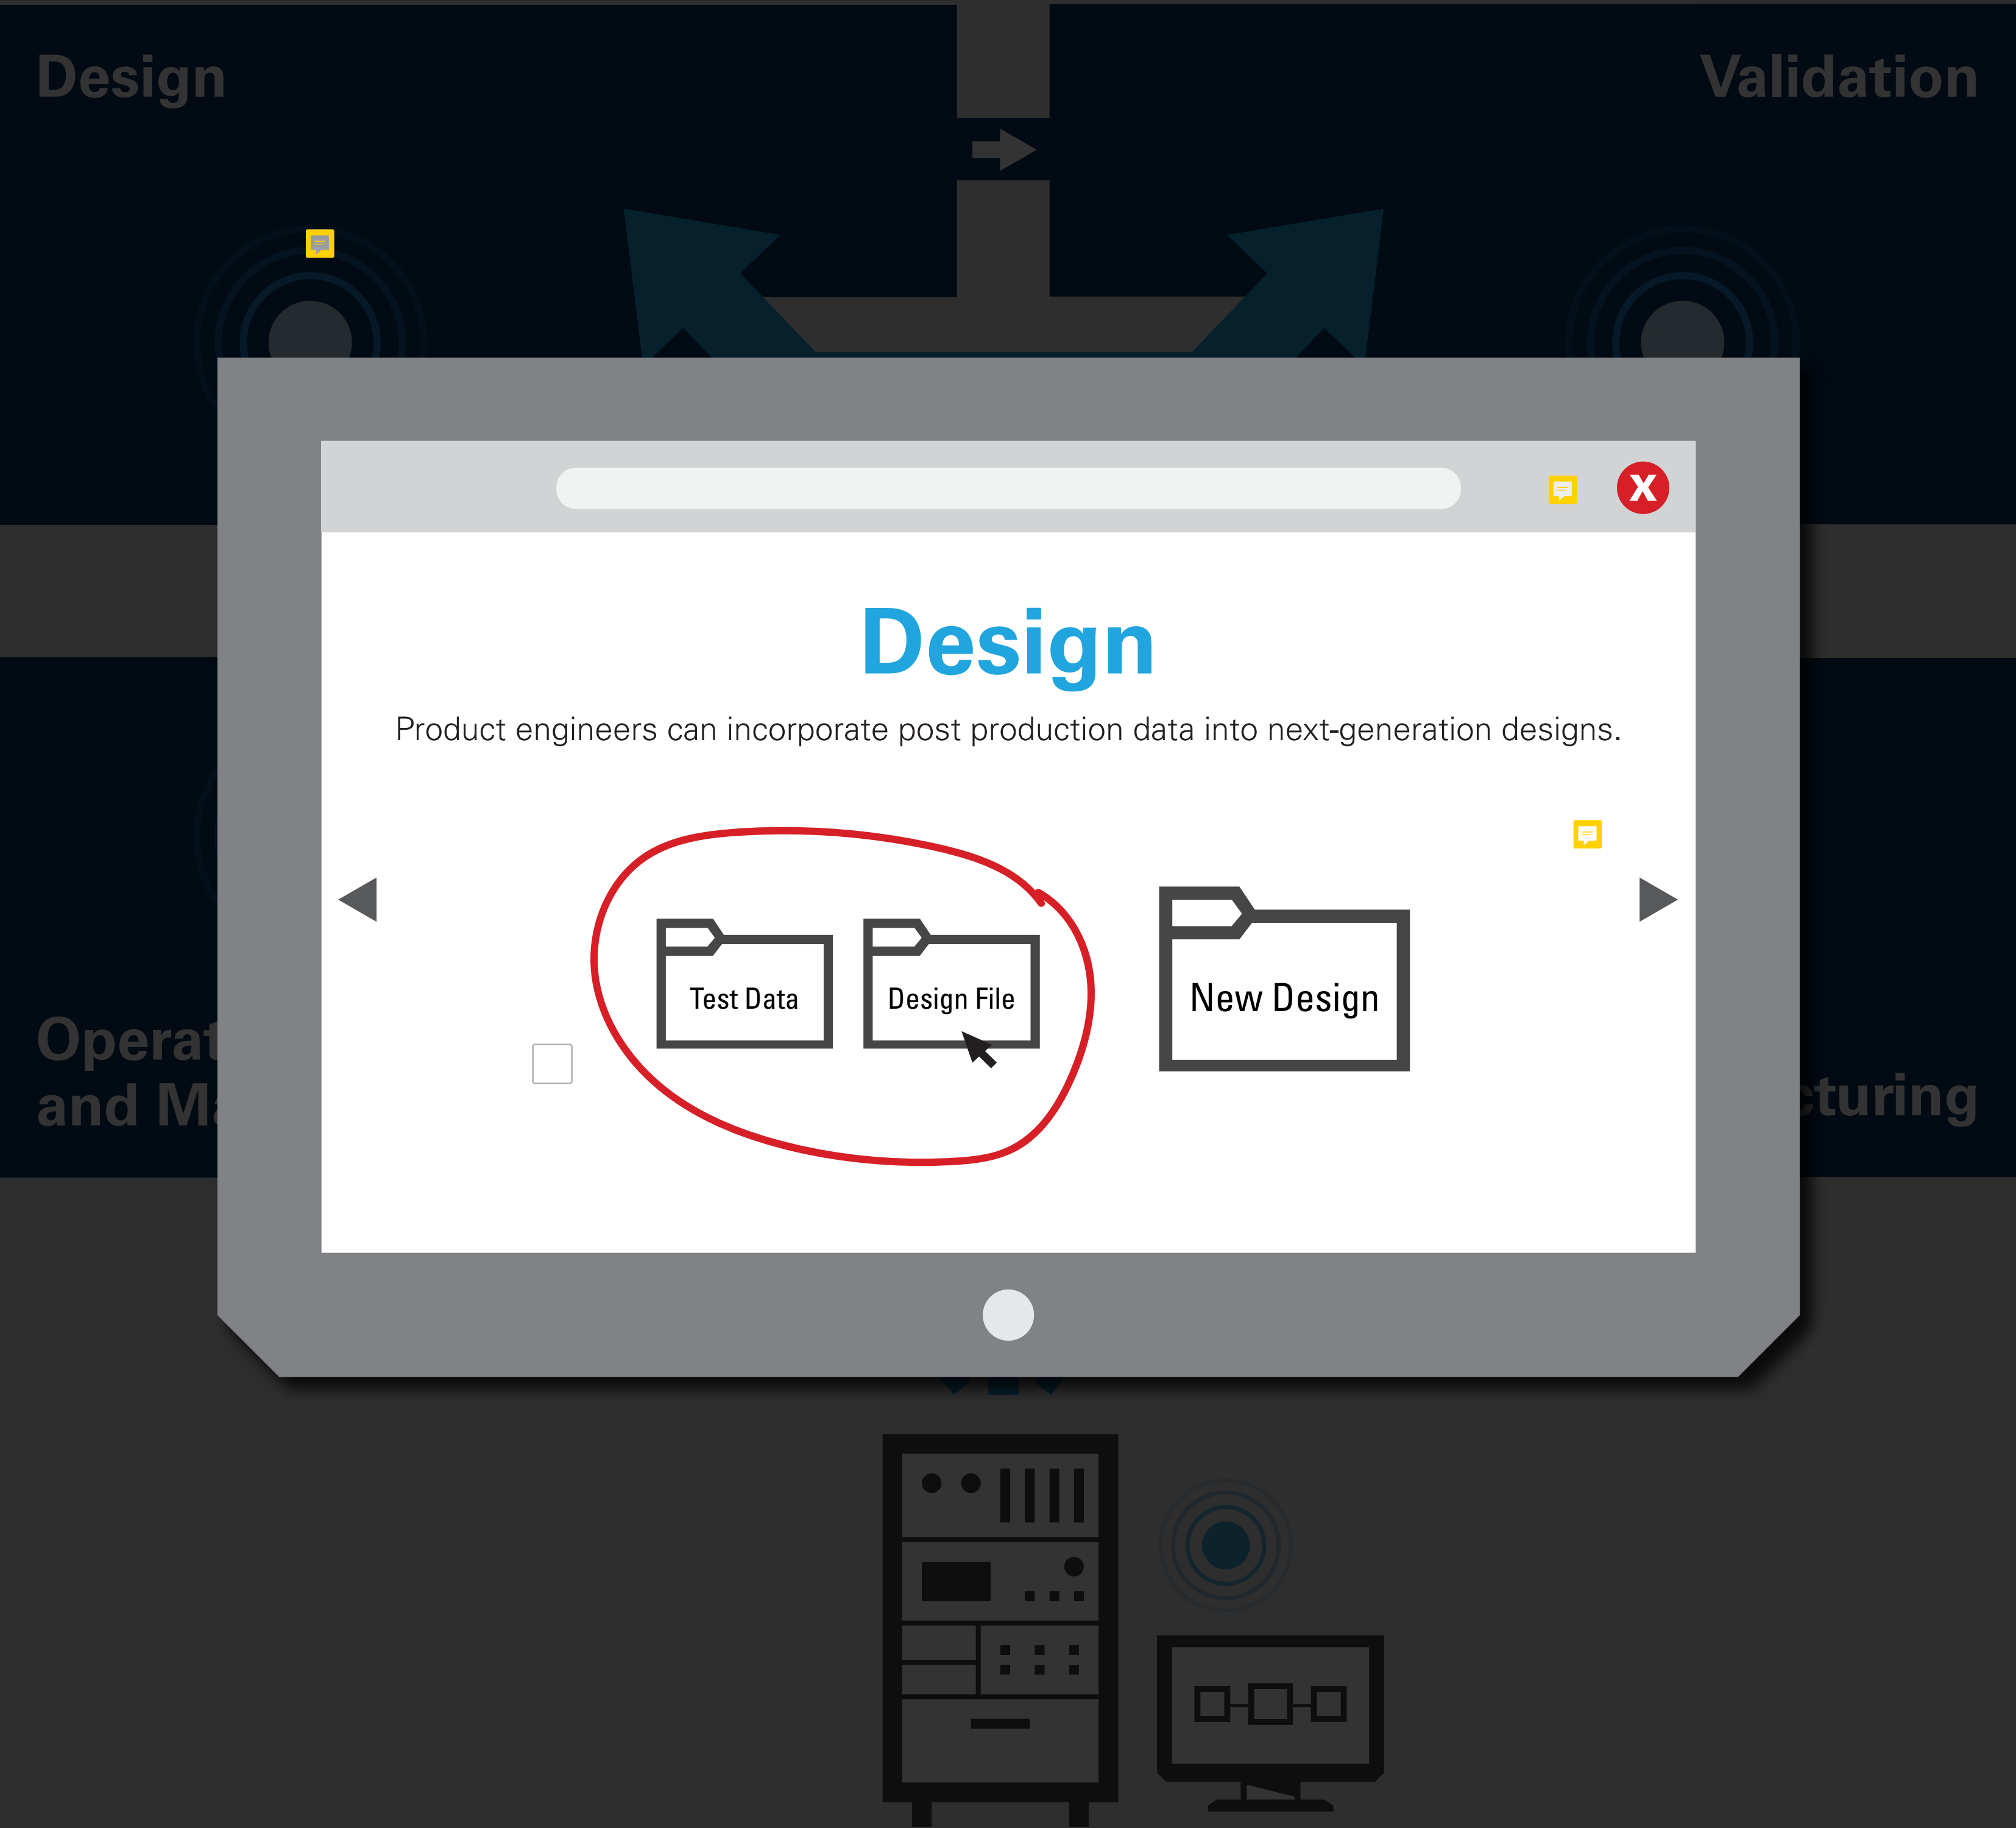 Design
Validation
X
Design
Product engineers can incorporate post production data into next-generation designs.
Test Data
Design File
New Design
and